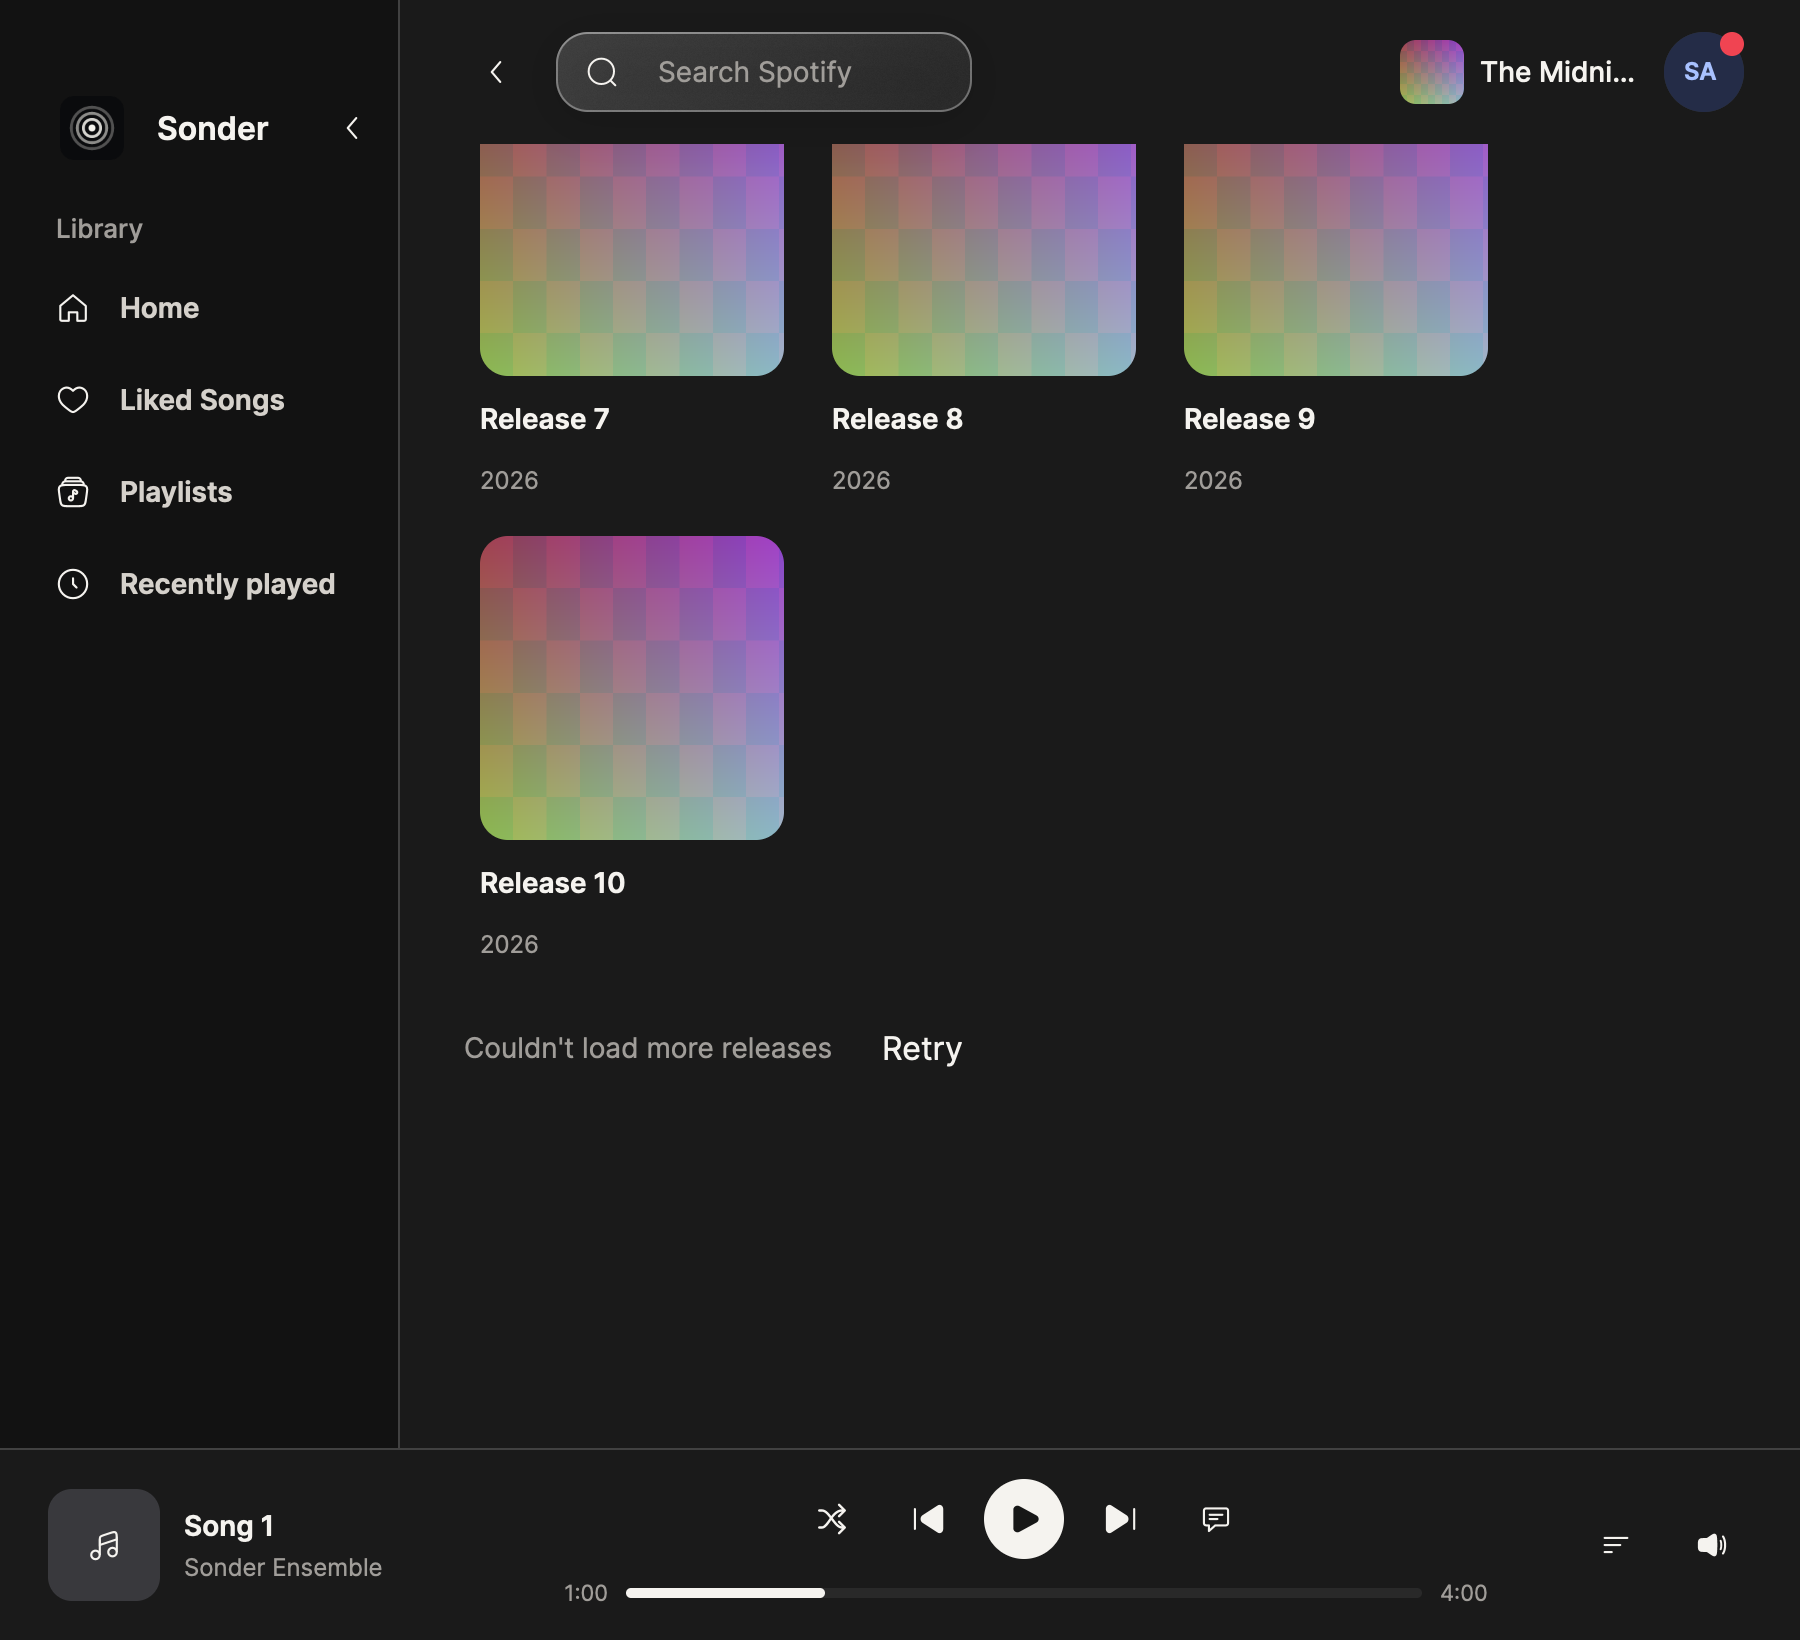 Sonder
Library
Home
Liked Songs
Playlists
Recently played
Search Spotify
The Midni...
SA
Release 7
2026
Release 8
2026
Release 9
2026
Release 10
2026
Couldn't load more releases
Retry
Song 1
Sonder Ensemble
1:00
4:00